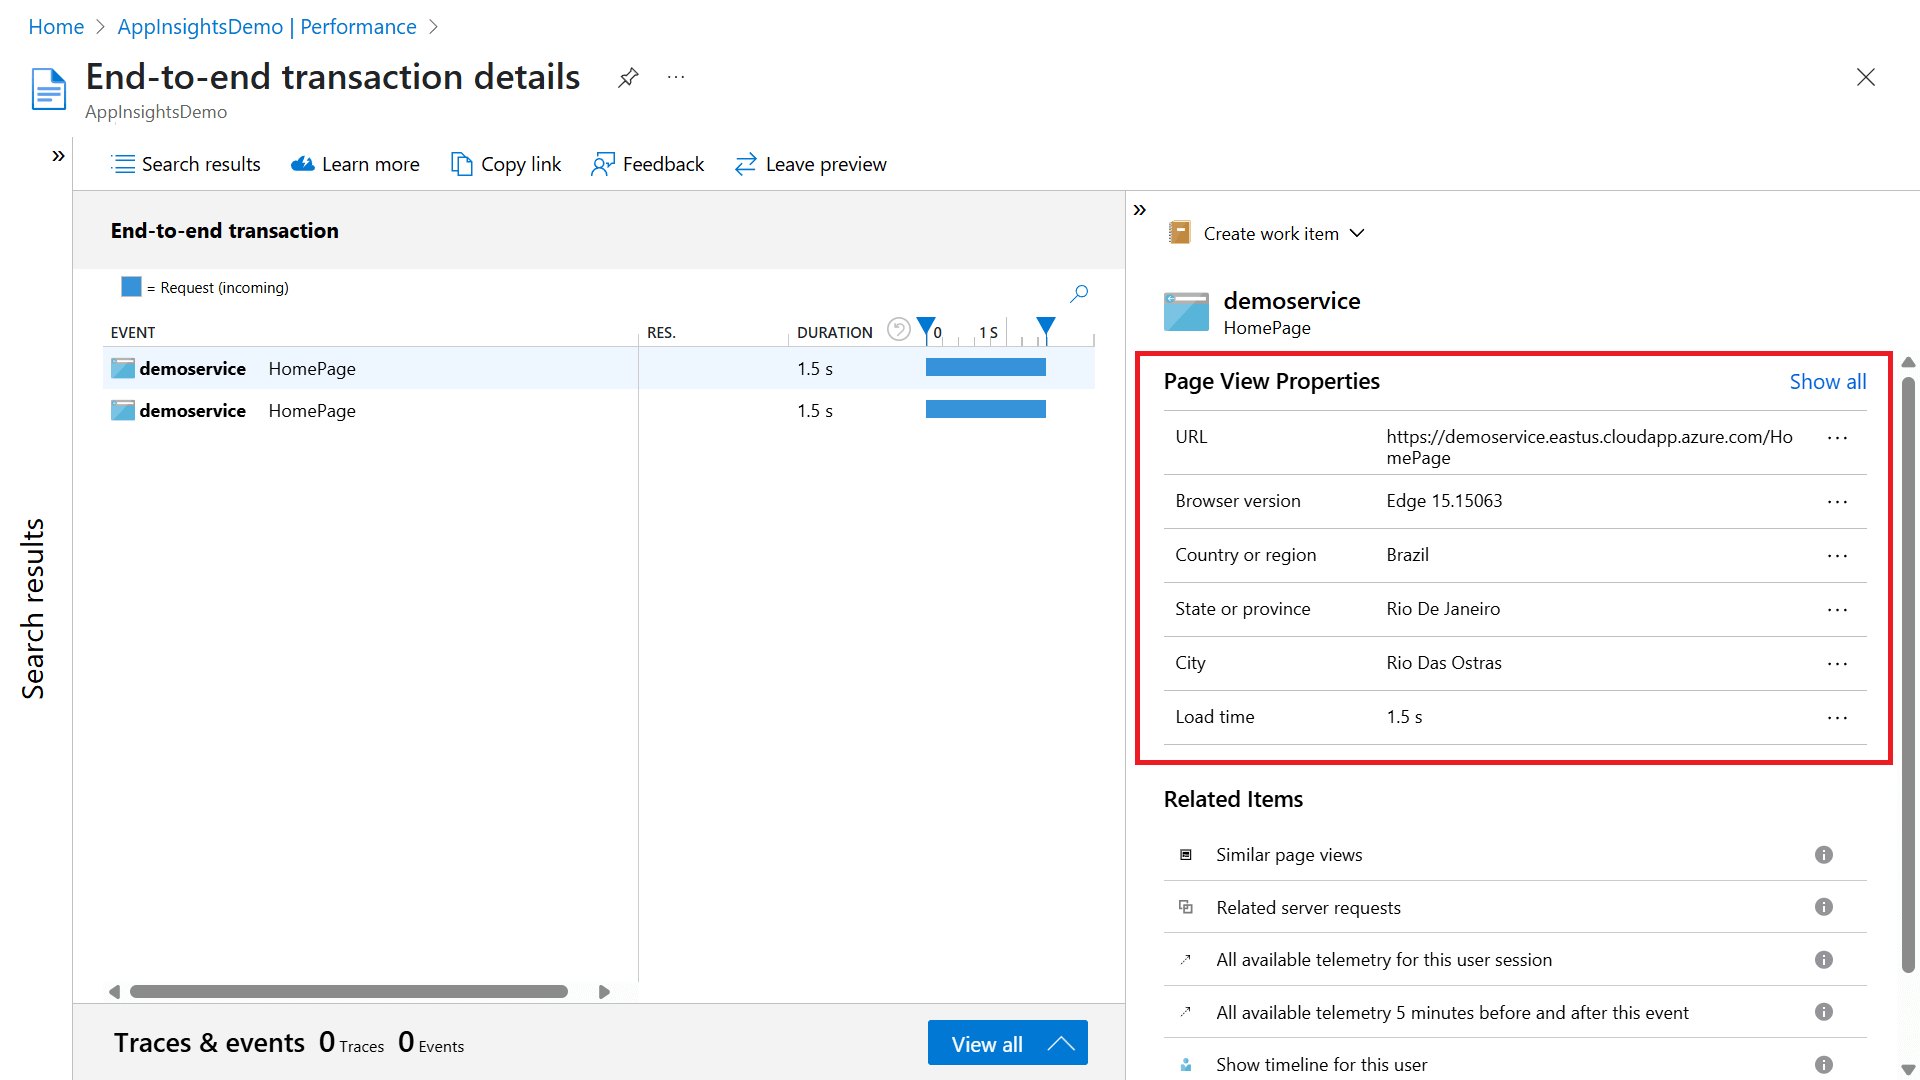 Home > AppInsightsDemo | Performance >
End-to-end transaction details ...
AppInsightsDemo
Search results
Search results
Learn more
Copy link
Feedback
Leave preview
End-to-end transaction
= Request (incoming)
EVENT RES. DURATION 0 1 S
demoservice HomePage 1.5 s
demoservice HomePage 1.5 s
Traces & events 0 Traces 0 Events
View all
Create work item
demoservice
HomePage
Page View Properties Show all
URL https://demoservice.eastus.cloudapp.azure.com/Ho
mePage
Browser version Edge 15.15063
Country or region Brazil
State or province Rio De Janeiro
City Rio Das Ostras
Load time 1.5 s
Related Items
Similar page views
Related server requests
All available telemetry for this user session
All available telemetry 5 minutes before and after this event
Show timeline for this user